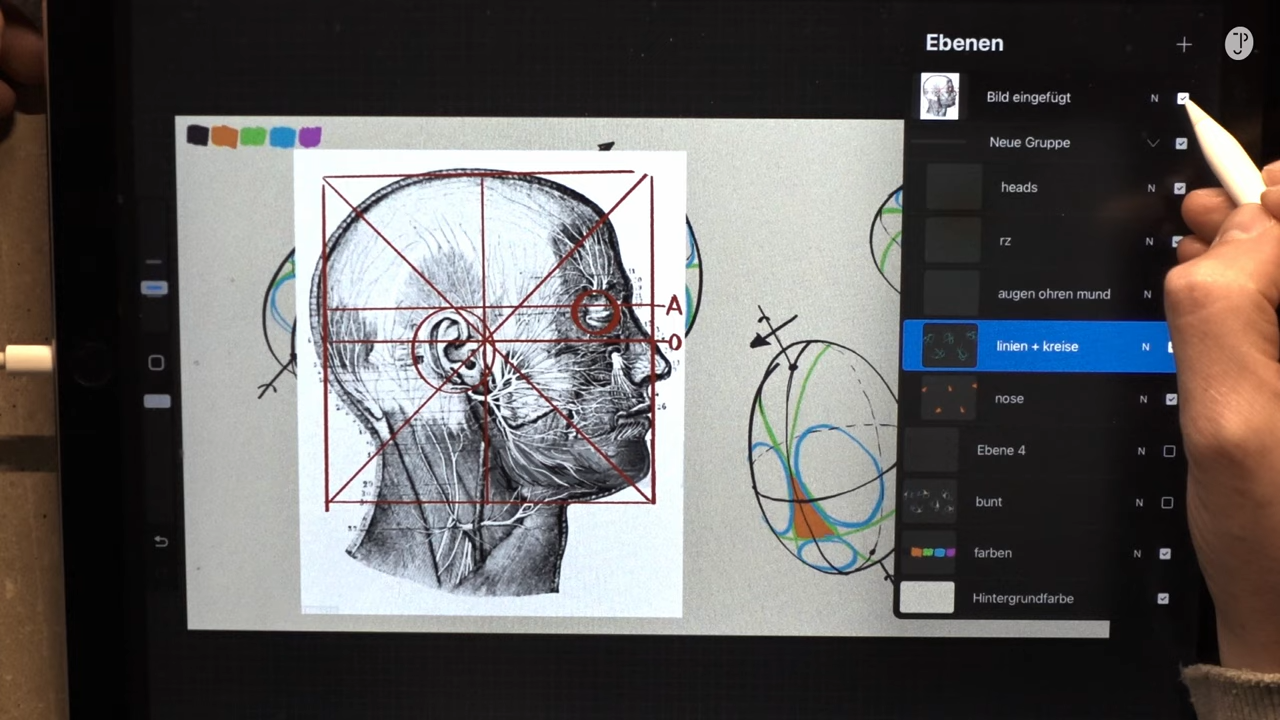 Ebenen
Bild eingefügt N
Neue Gruppe
heads N
rz N
augen ohren mund N
linien + kreise N
nose N
Ebene 4 N
bunt N
farben N
Hintergrundfarbe
A
O